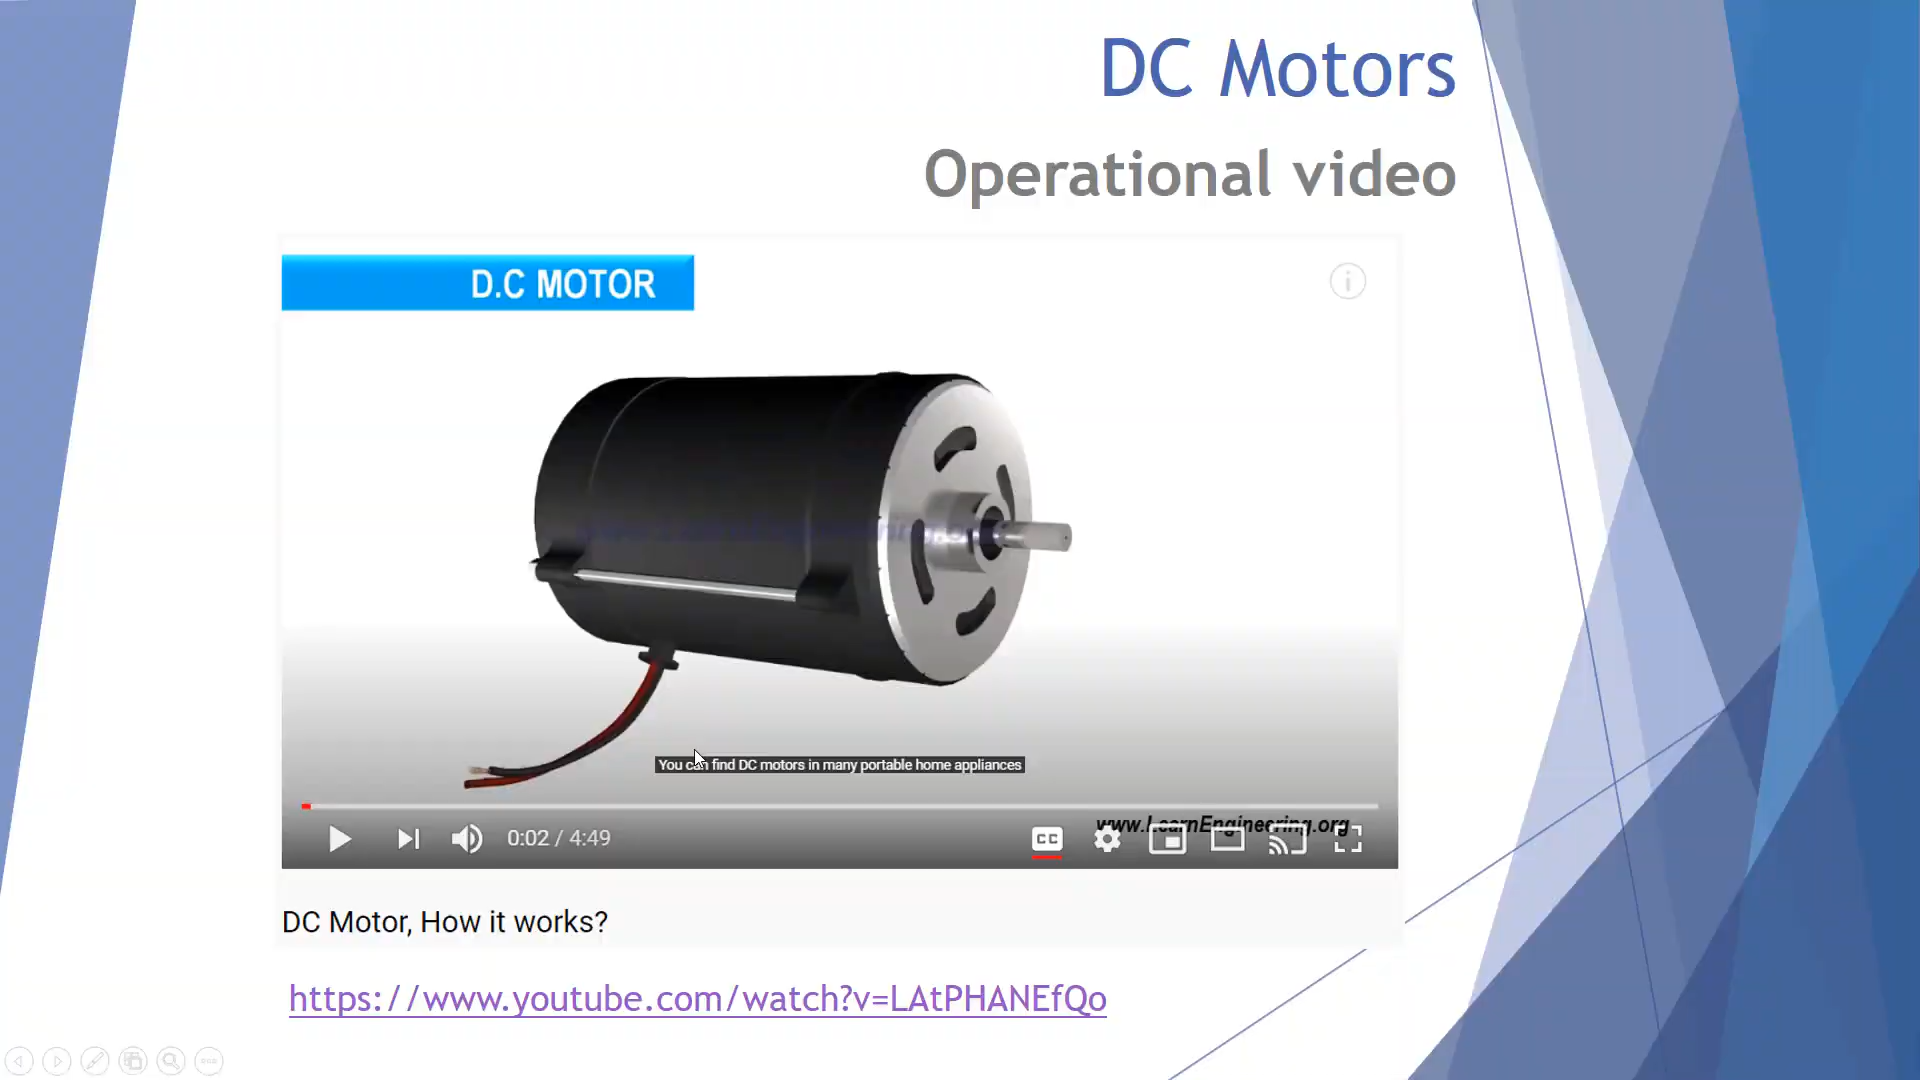 DC Motors
Operational video
D.C MOTOR
You can find DC motors in many portable home appliances
www.LearnEngineering.org
0:02 / 4:49
CC
DC Motor, How it works?
https://www.youtube.com/watch?v=LAtPHANEfQo